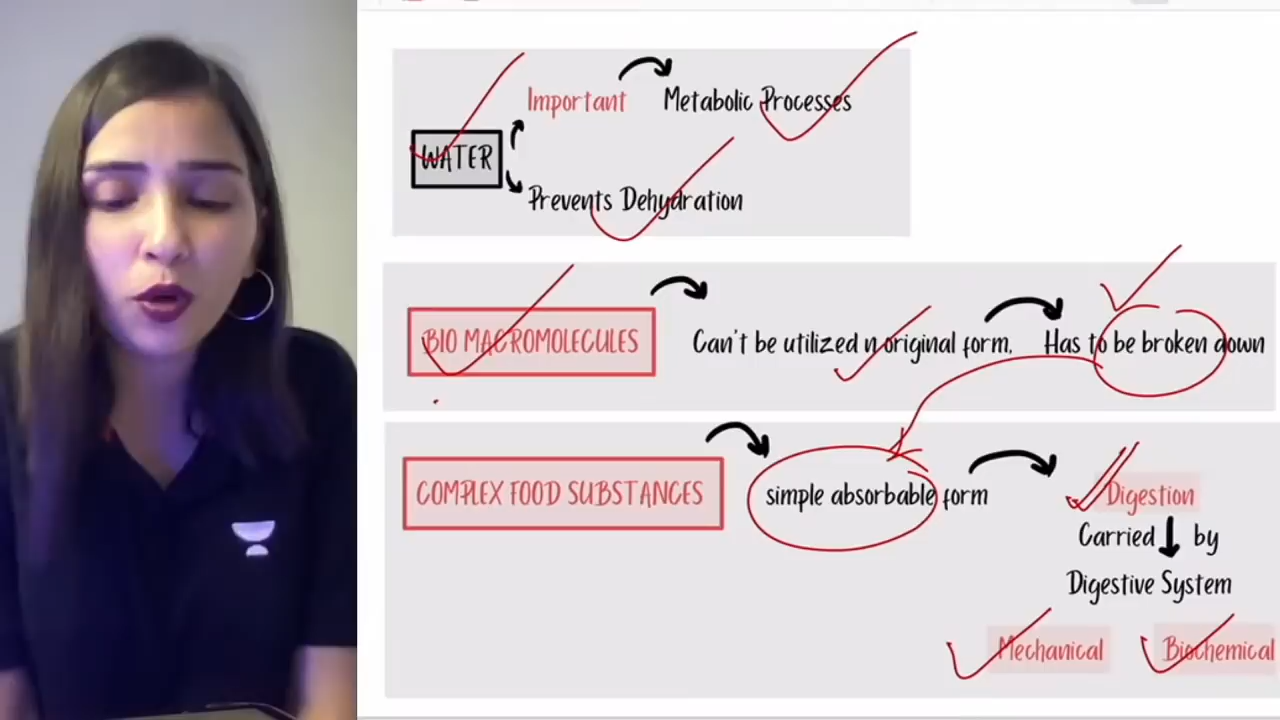 Important Metabolic Processes
WATER
Prevents Dehydration
BIO MACROMOLECULES Can't be utilized n original form. Has to be broken down
COMPLEX FOOD SUBSTANCES simple absorbable form Digestion
Carried by
Digestive System
Mechanical Biochemical